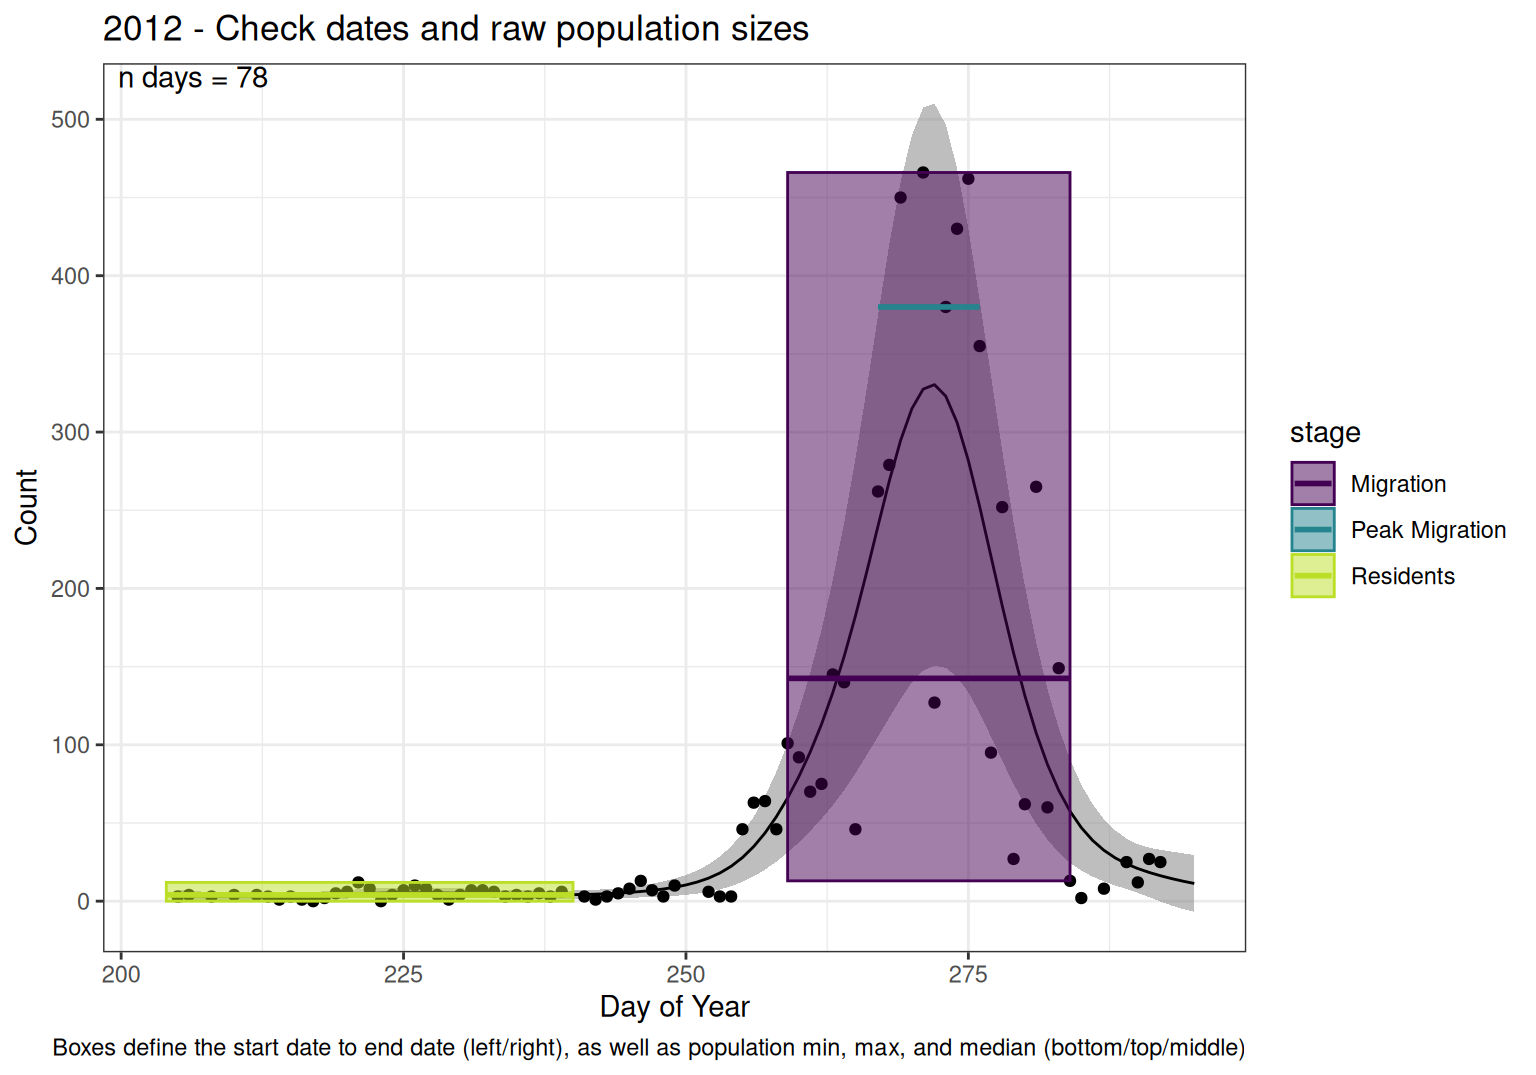 2012 - Check dates and raw population sizes
n days = 78
500
400
300
200
100
0
Count
200 225 250 275
Day of Year
stage
Migration
Peak Migration
Residents
Boxes define the start date to end date (left/right), as well as population min, max, and median (bottom/top/middle)